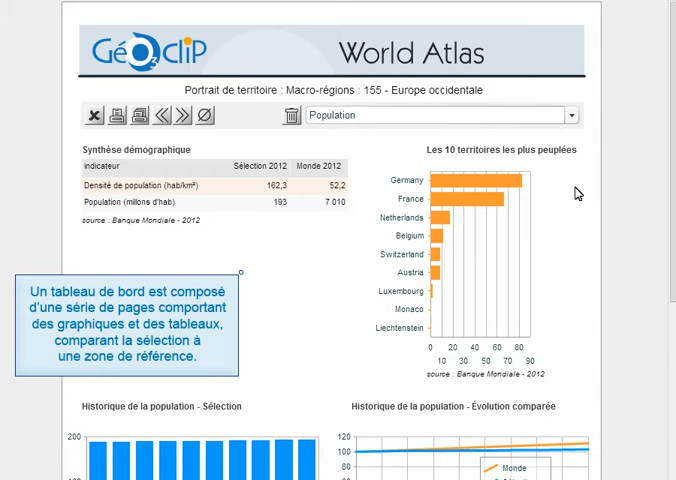 GéOclip
World Atlas
Portrait de territoire : Macro-régions : 155 - Europe occidentale
Population
Synthèse démographique
indicateur Sélection 2012 Monde 2012
Densité de population (hab/km²) 162,3 52,2
Population (millons d'hab) 193 7 010
source : Banque Mondiale - 2012
Les 10 territoires les plus peuplées
Germany
France
Netherlands
Belgium
Switzerland
Austria
Luxembourg
Monaco
Liechtenstein
0 20 40 60 80
10 30 50 70 90
source : Banque Mondiale - 2012
Un tableau de bord est composé
d'une série de pages comportant
des graphiques et des tableaux,
comparant la sélection à
une zone de référence.
Historique de la population - Sélection
200
Historique de la population - Évolution comparée
120
100
80
Monde